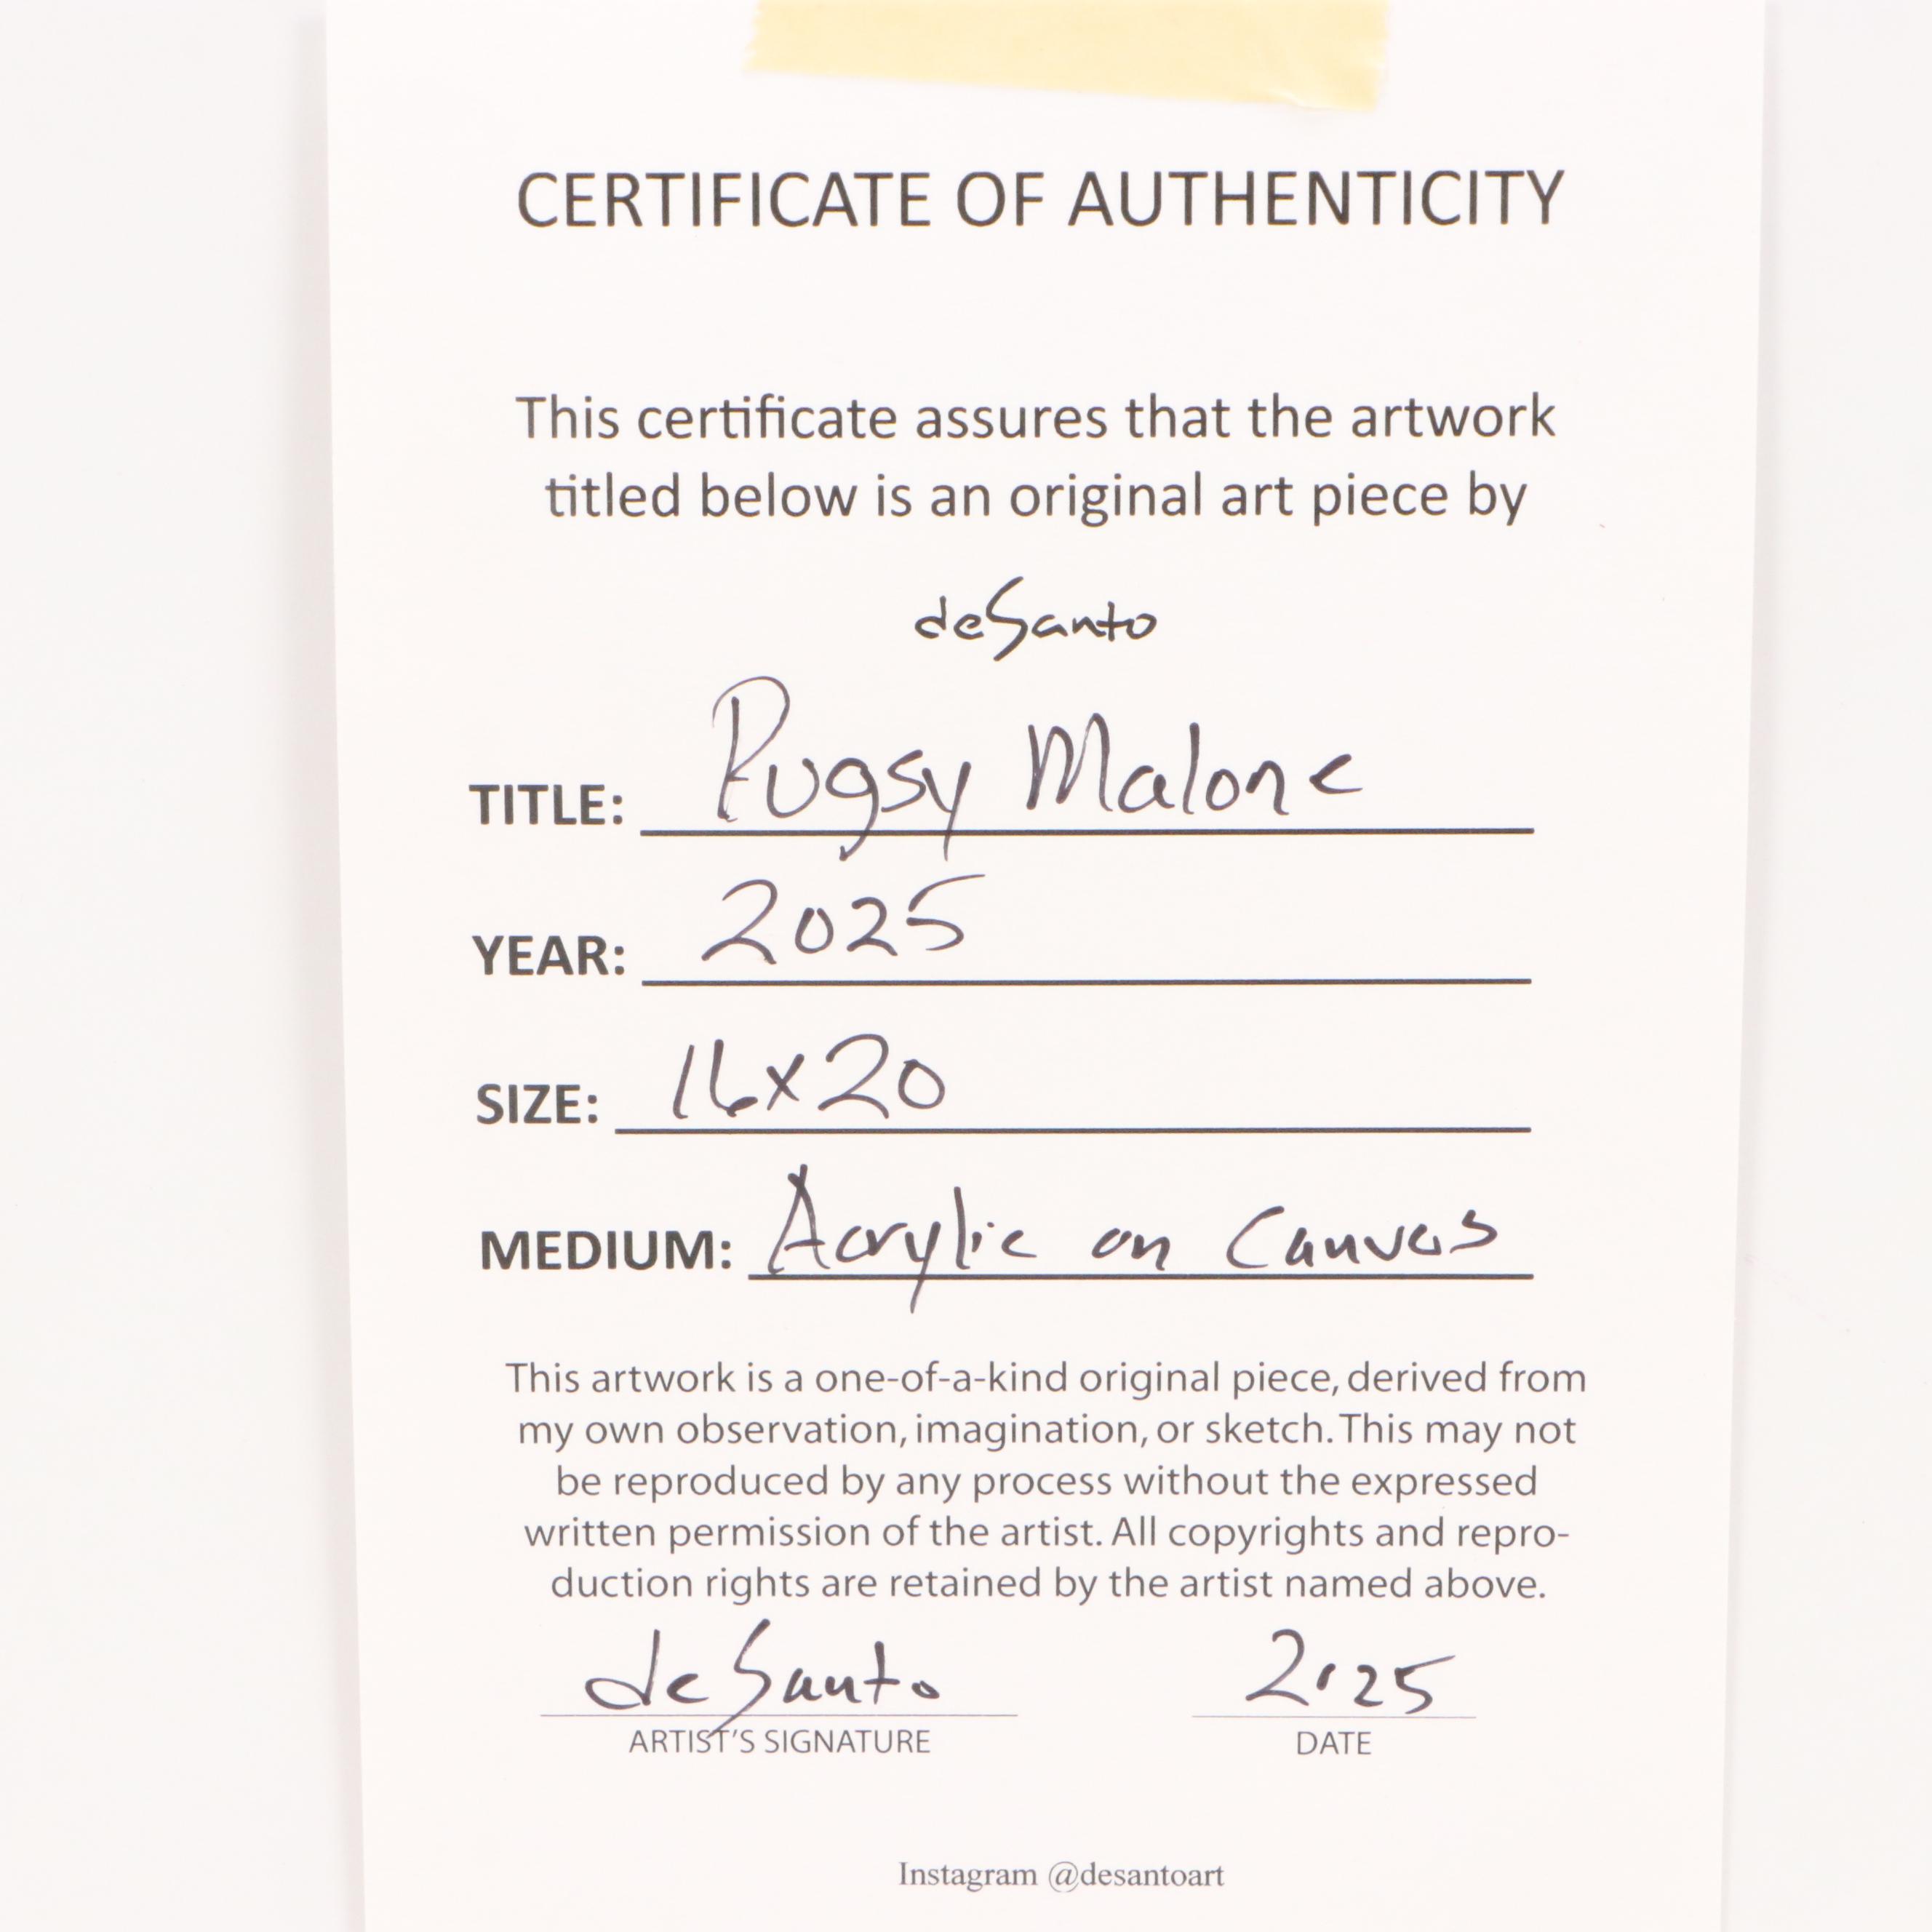 CERTIFICATE OF AUTHENTICITY
This certificate assures that the artwork
titled below is an original art piece by
deSanto
TITLE: Pugsy Malone
YEAR: 2025
SIZE: 16x20
MEDIUM: Acrylic on Canvas
This artwork is a one-of-a-kind original piece, derived from
my own observation, imagination, or sketch. This may not
be reproduced by any process without the expressed
written permission of the artist. All copyrights and repro-
duction rights are retained by the artist named above.
deSanto 2025
ARTIST'S SIGNATURE DATE
Instagram @desantoart